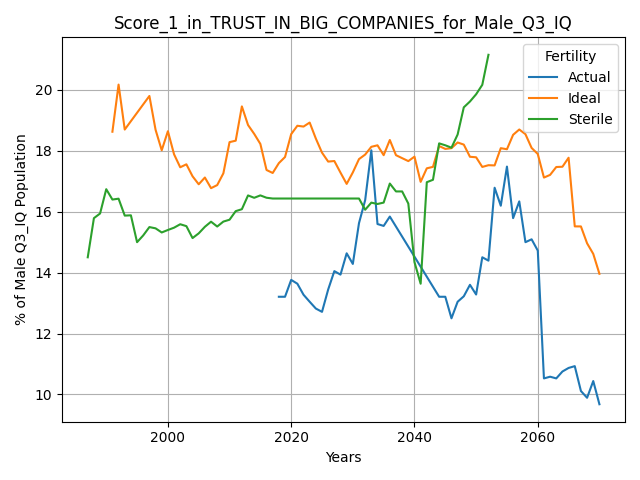 Score_1_in_TRUST_IN_BIG_COMPANIES_for_Male_Q3_IQ
Fertility
Actual
Ideal
Sterile
% of Male Q3_IQ Population
20
18
16
14
12
10
2000
2020
2040
2060
Years